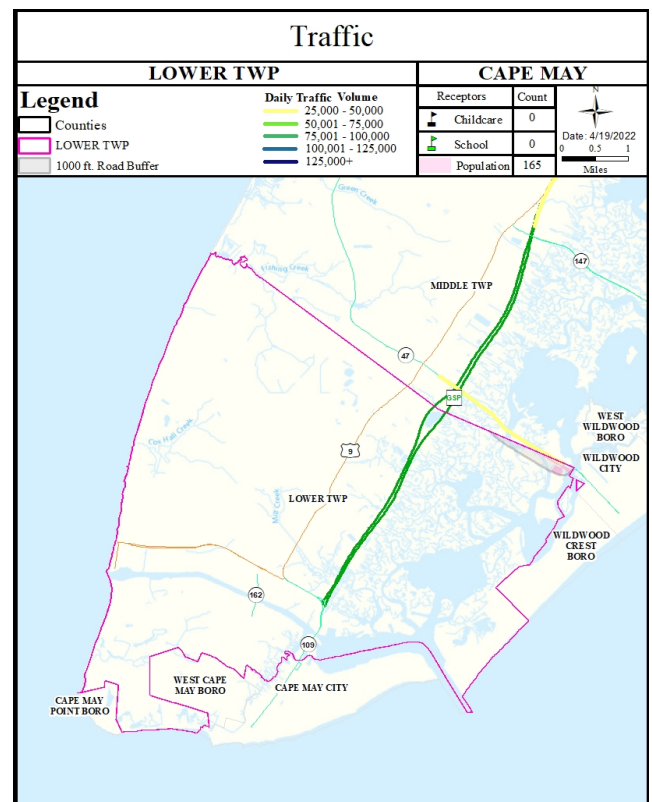 Traffic
LOWER TWP
CAPE MAY
Legend
Counties
LOWER TWP
1000 ft. Road Buffer
Daily Traffic Volume
25,000 - 50,000
50,001 - 75,000
75,001 - 100,000
100,001 - 125,000
125,000+
Receptors Count
Childcare 0
School 0
Population 165
N
Date: 4/19/2022
0 0.5 1
Miles
Green Creek
Fishing Creek
MIDDLE TWP
147
47
GSP
WEST
WILDWOOD
BORO
WILDWOOD
CITY
Cox Hall Creek
9
LOWER TWP
Mill Creek
WILDWOOD
CREST
BORO
162
109
WEST CAPE
MAY BORO
CAPE MAY CITY
CAPE MAY
POINT BORO